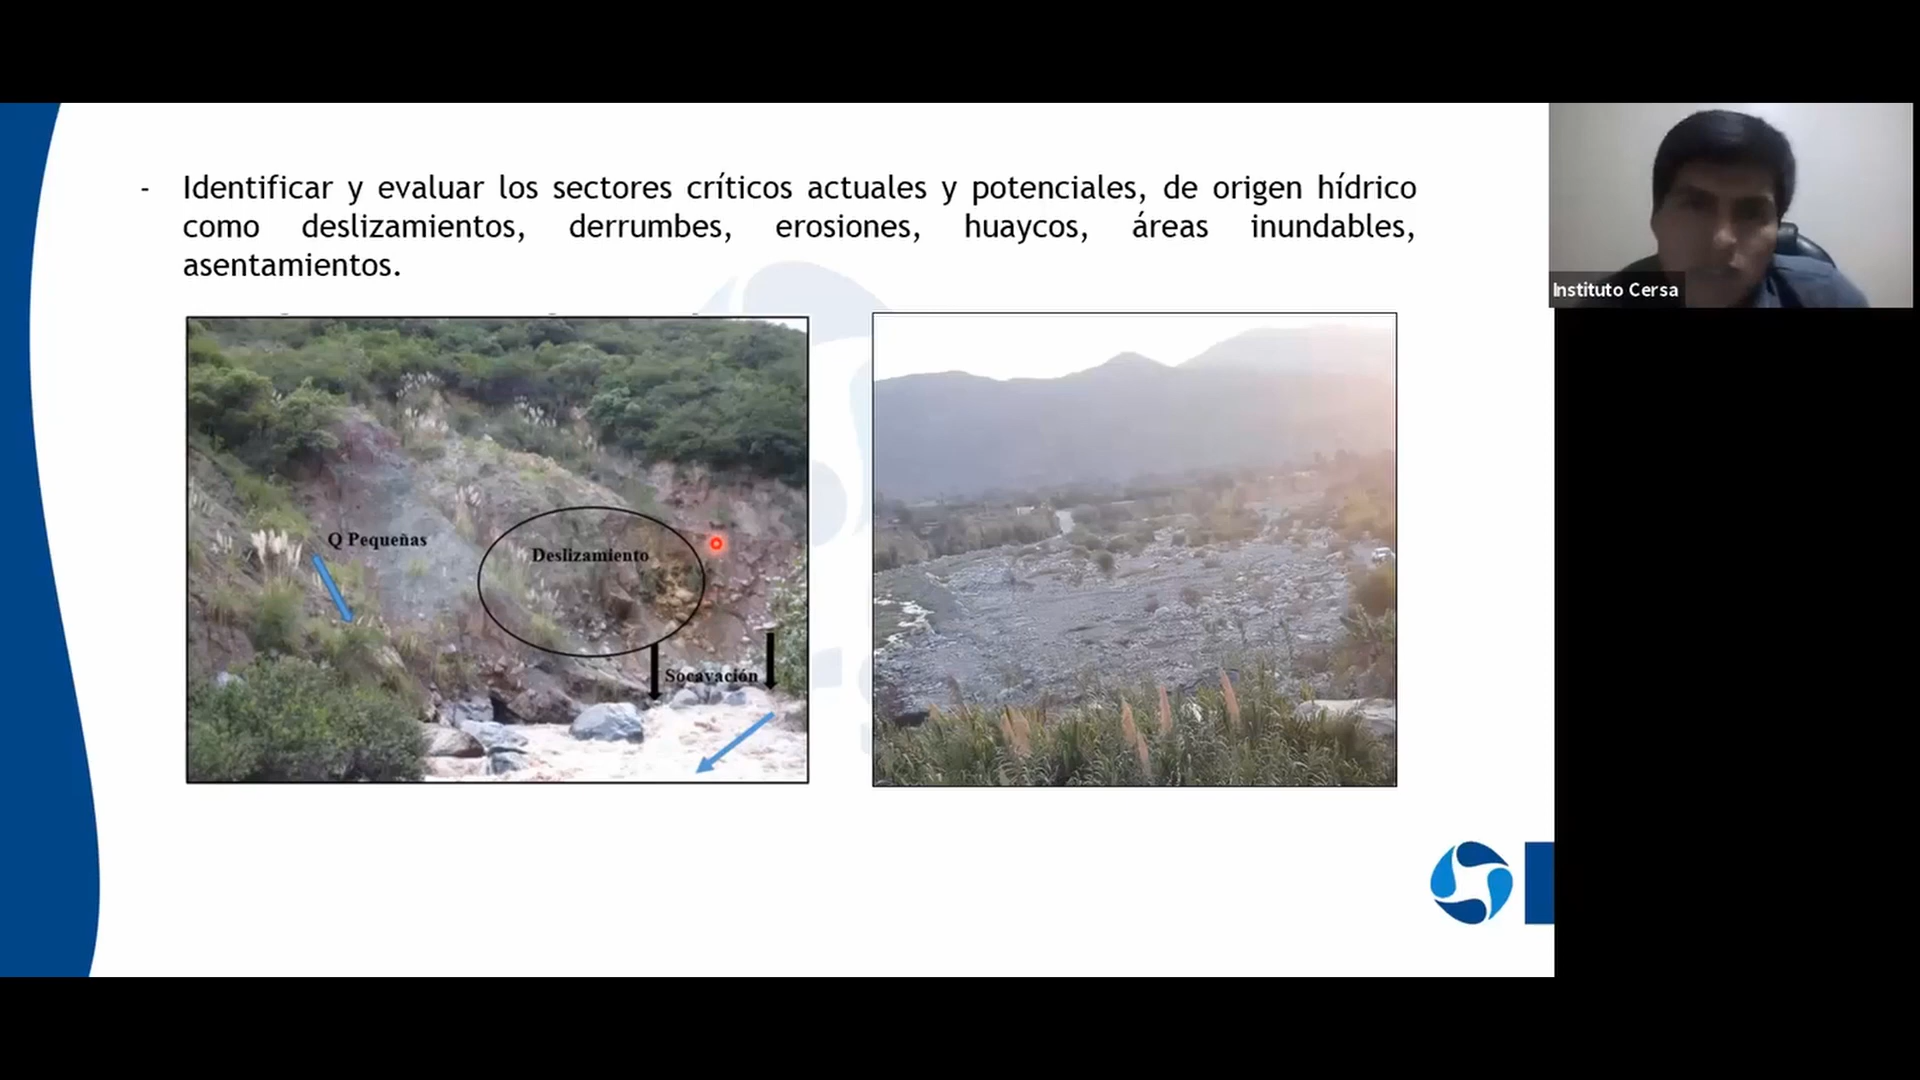 - Identificar y evaluar los sectores críticos actuales y potenciales, de origen hídrico
como deslizamientos, derrumbes, erosiones, huaycos, áreas inundables,
asentamientos.
Instituto Cersa
Q Pequeñas
Deslizamiento
Socavación